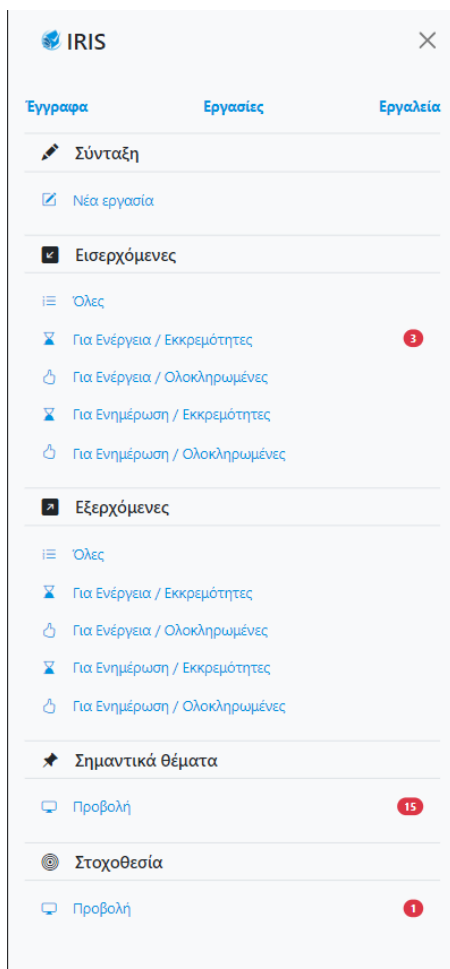 IRIS
Έγγραφα Εργασίες Εργαλεία
Σύνταξη
Νέα εργασία
Εισερχόμενες
Όλες
Για Ενέργεια / Εκκρεμότητες 3
Για Ενέργεια / Ολοκληρωμένες
Για Ενημέρωση / Εκκρεμότητες
Για Ενημέρωση / Ολοκληρωμένες
Εξερχόμενες
Όλες
Για Ενέργεια / Εκκρεμότητες
Για Ενέργεια / Ολοκληρωμένες
Για Ενημέρωση / Εκκρεμότητες
Για Ενημέρωση / Ολοκληρωμένες
Σημαντικά θέματα
Προβολή 15
Στοχοθεσία
Προβολή 1